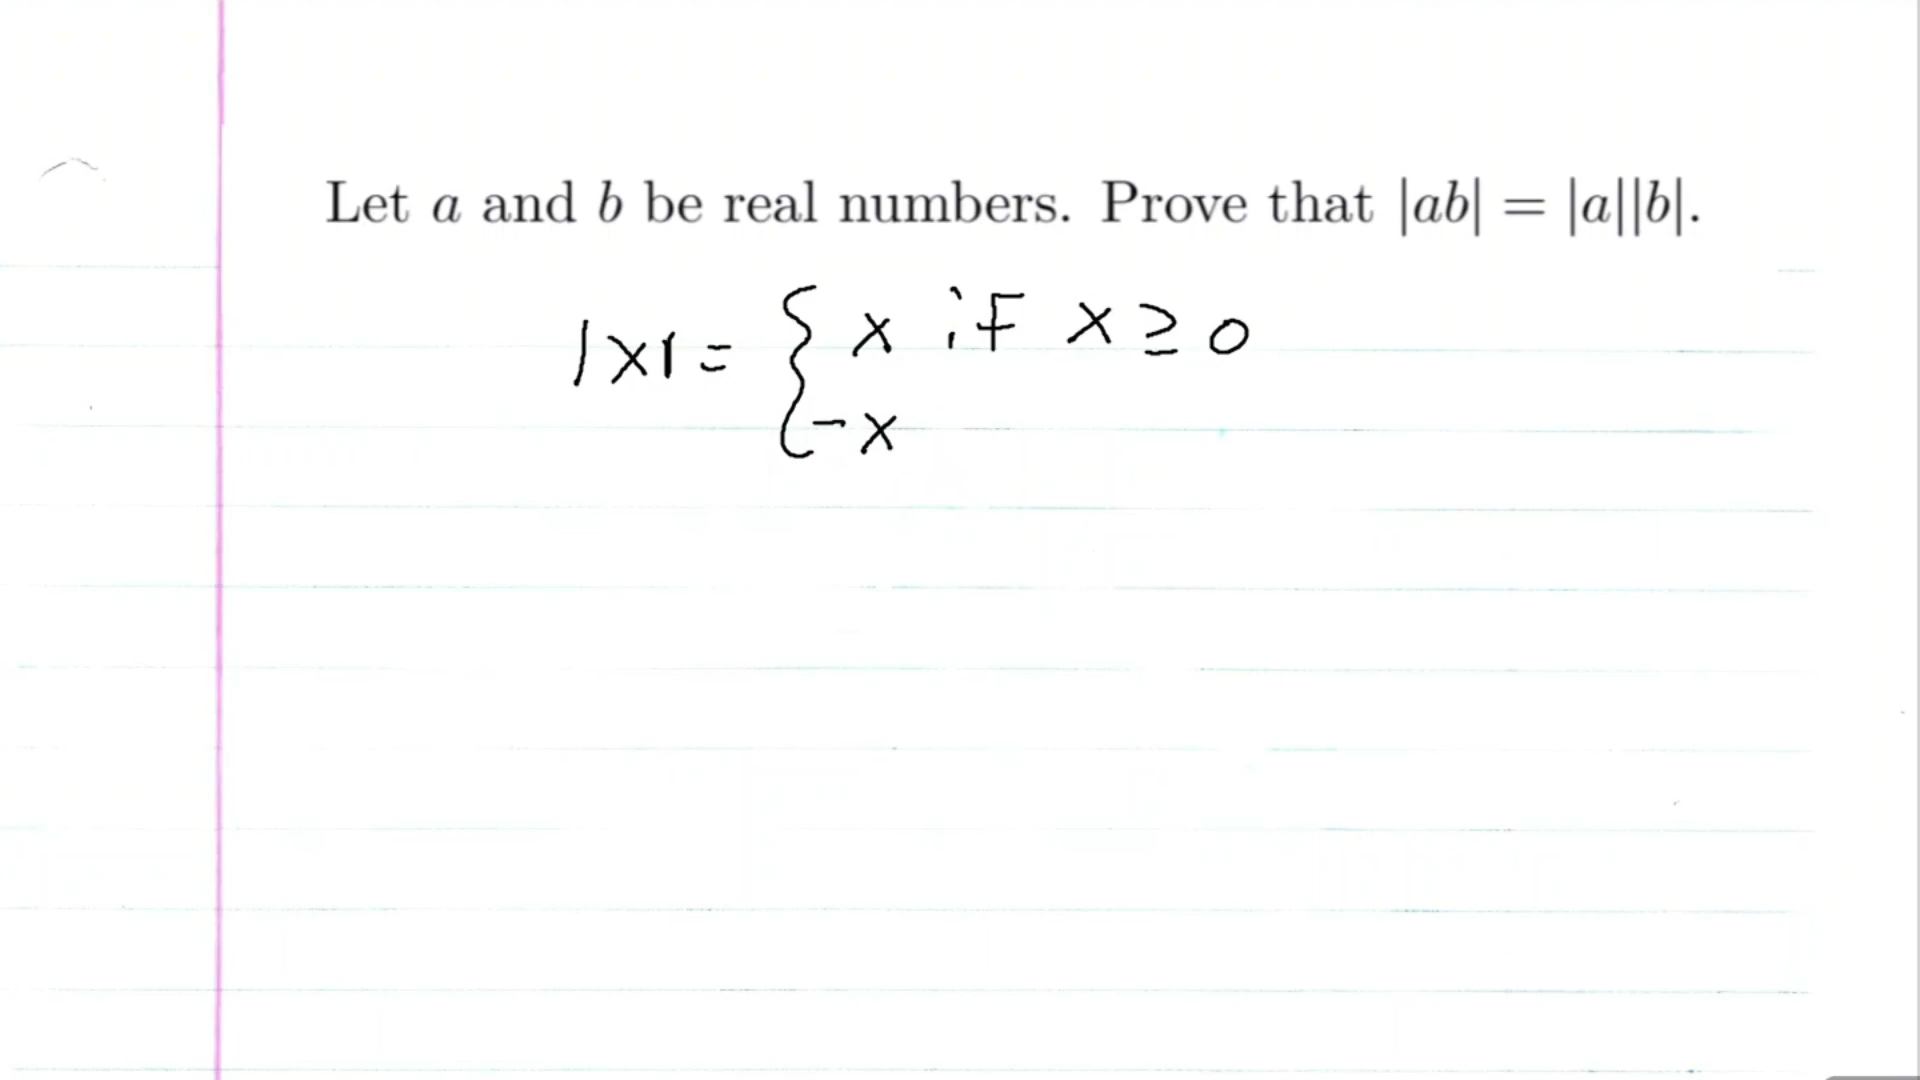 Let a and b be real numbers. Prove that |ab| = |a||b|.
|x| = { x if x ≥ 0
-x